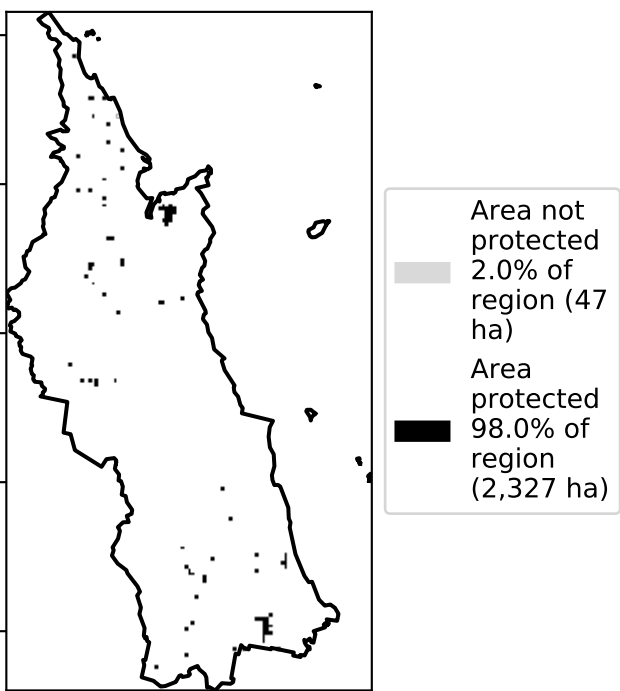 Area not
protected
2.0% of
region (47
ha)
Area
protected
98.0% of
region
(2,327 ha)